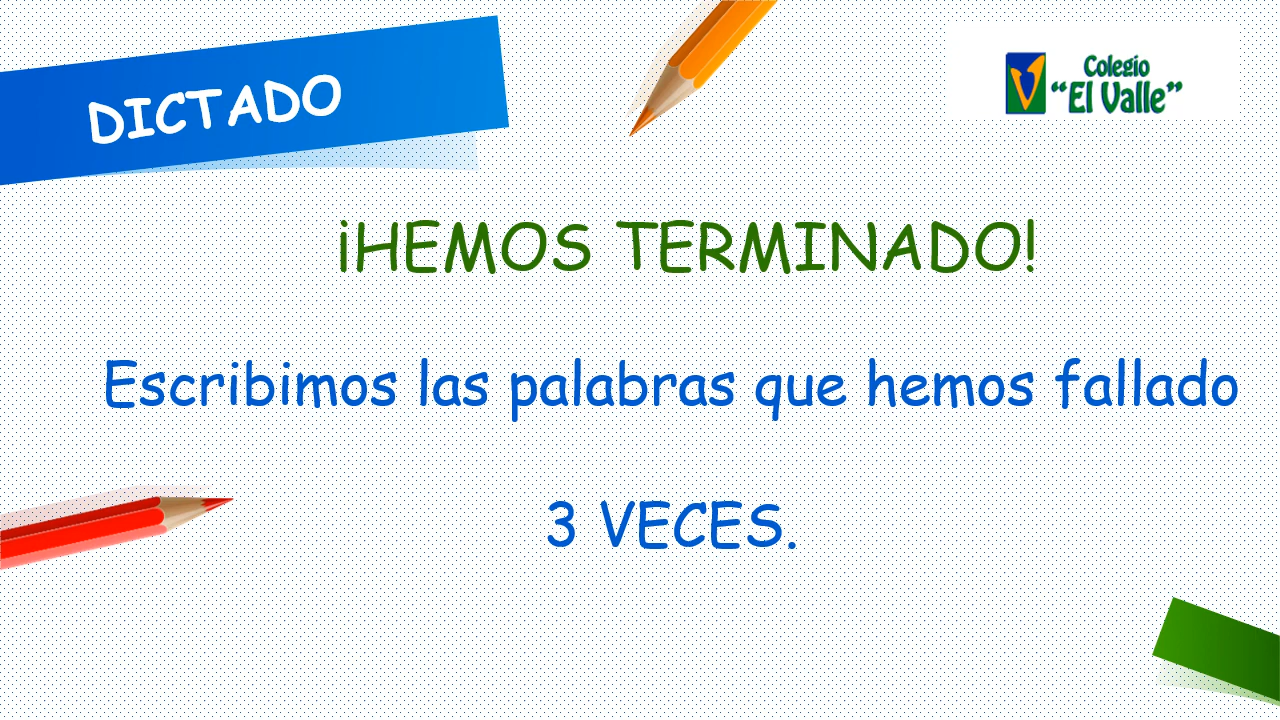 DICTADO
Colegio
“El Valle”
¡HEMOS TERMINADO!
Escribimos las palabras que hemos fallado
3 VECES.